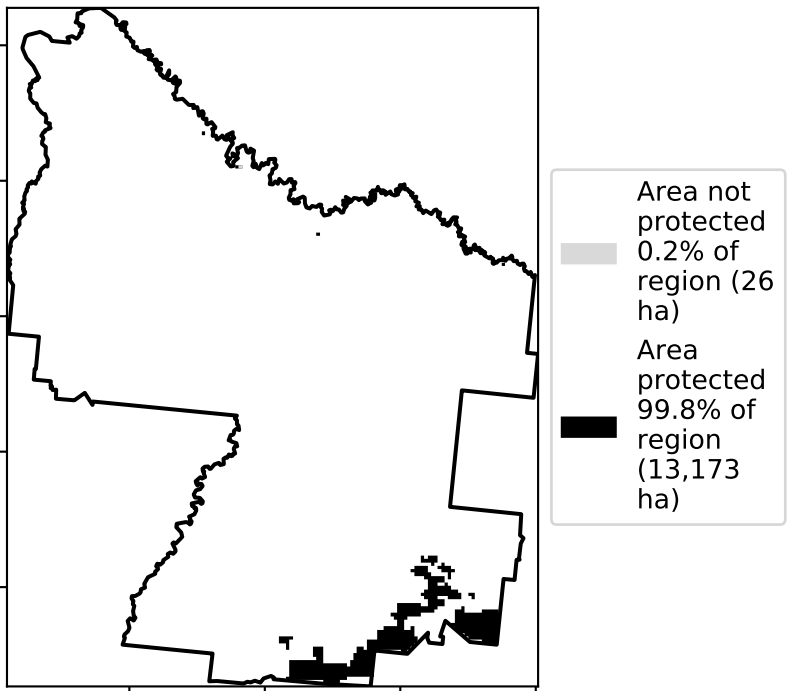 Area not
protected
0.2% of
region (26
ha)
Area
protected
99.8% of
region
(13,173
ha)